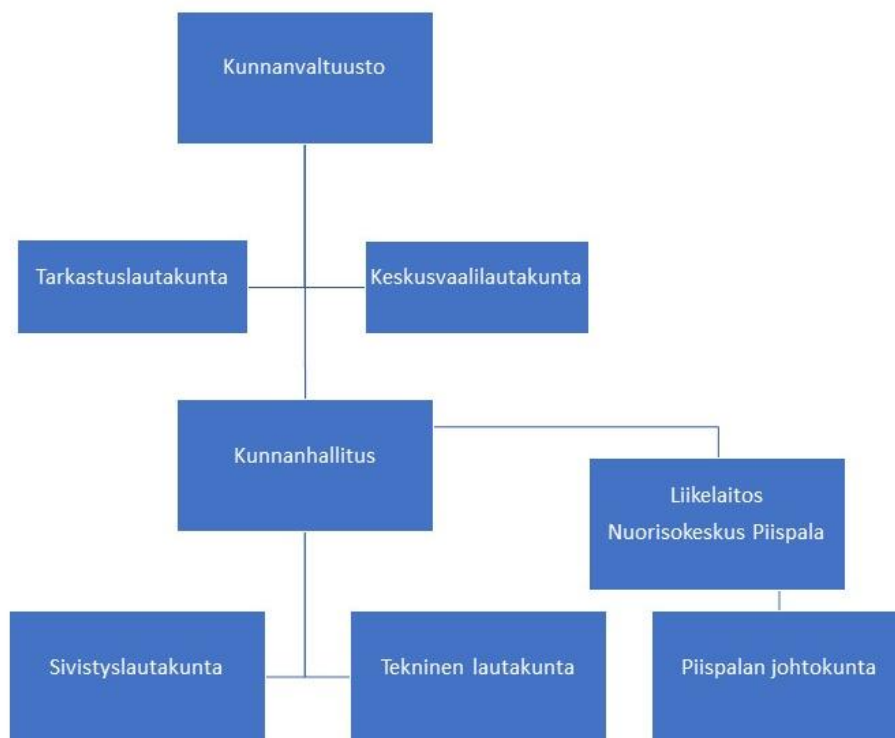 Kunnanvaltuusto
Tarkastuslautakunta
Keskusvaalilautakunta
Kunnanhallitus
Liikelaitos
Nuorisokeskus Piispala
Sivistyslautakunta
Tekninen lautakunta
Piispalan johtokunta